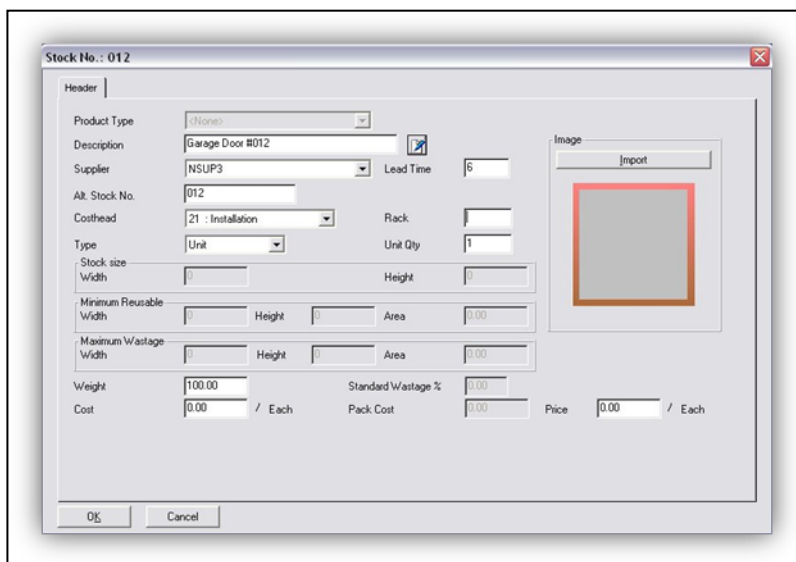 Stock No.: 012
Header
Product Type <None>
Description Garage Door #012
Image
Import
Supplier NSUP3 Lead Time 6
Alt. Stock No. 012
Costhead 21 : Installation Rack
Type Unit Unit Qty 1
Stock size
Width 0 Height 0
Minimum Reusable
Width 0 Height 0 Area 0.00
Maximum Wastage
Width 0 Height 0 Area 0.00
Weight 100.00 Standard Wastage % 0.00
Cost 0.00 / Each Pack Cost 0.00 Price 0.00 / Each
OK Cancel